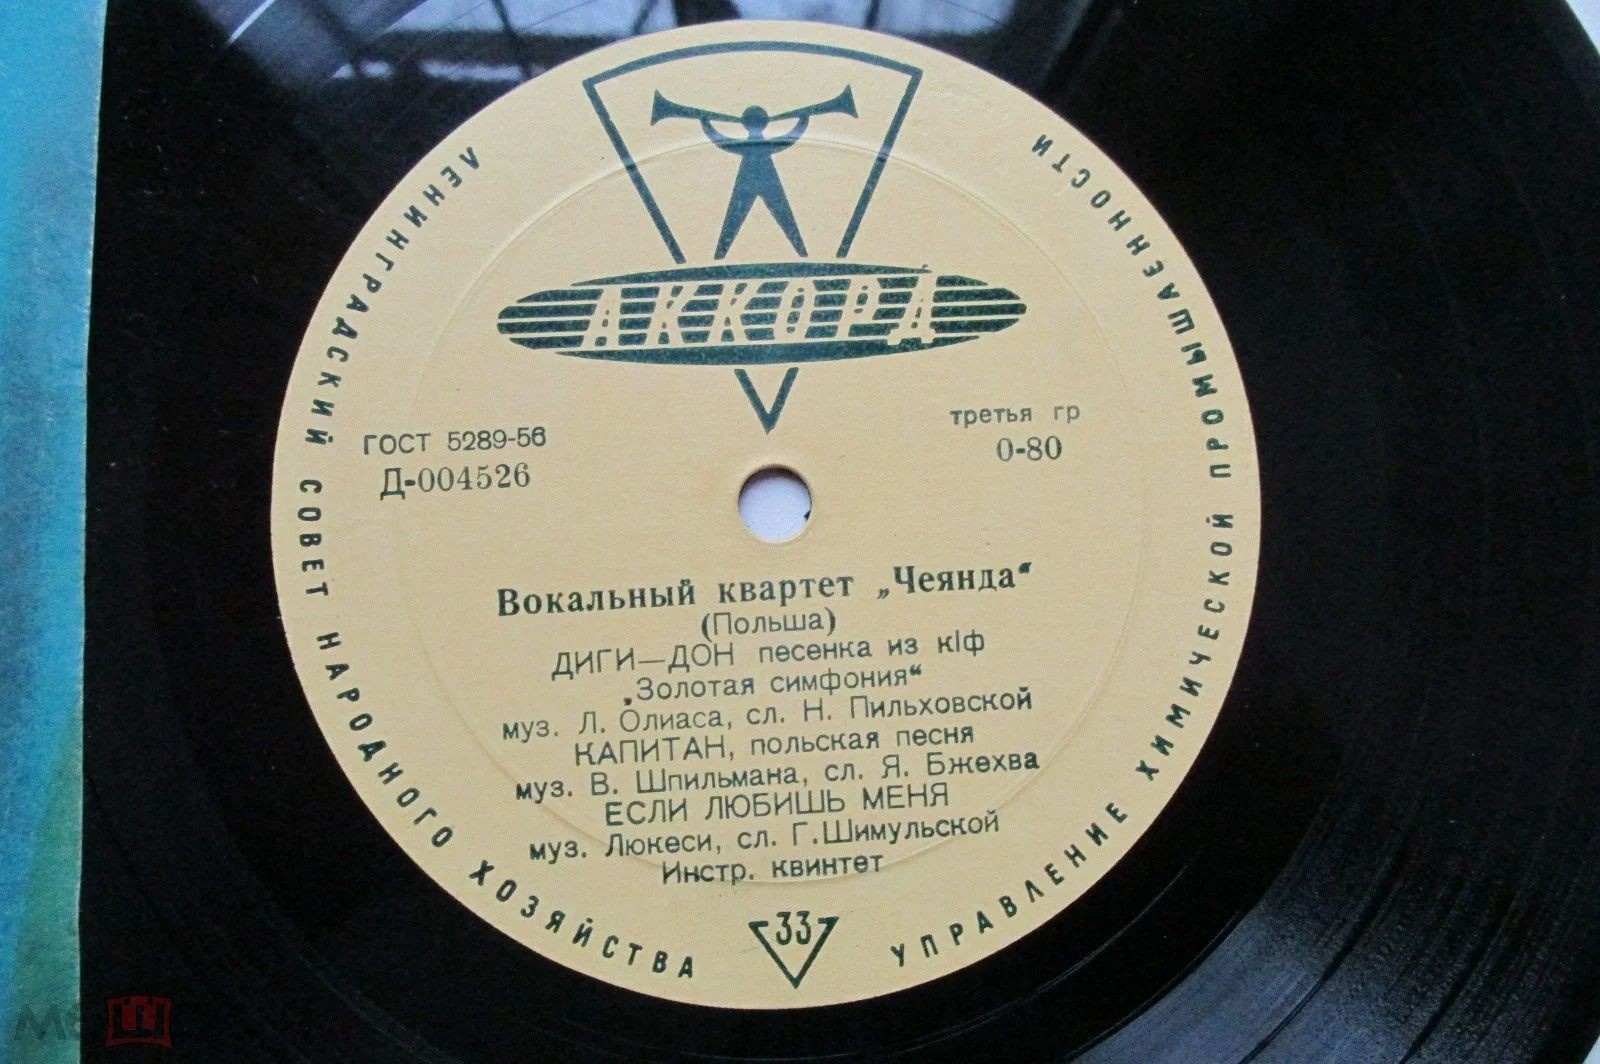 АККОРД
ЛЕНИНГРАДСКИЙ СОВЕТ НАРОДНОГО ХОЗЯЙСТВА
УПРАВЛЕНИЕ ХИМИЧЕСКОЙ ПРОМЫШЛЕННОСТИ
ГОСТ 5289-56
Д-004526
третья гр
0-80
Вокальный квартет „Чеянда"
(Польша)
ДИГИ—ДОН песенка из к|ф
„Золотая симфония"
муз. Л. Олиаса, сл. Н. Пильховской
КАПИТАН, польская песня
муз. В. Шпильмана, сл. Я. Бжехва
ЕСЛИ ЛЮБИШЬ МЕНЯ
муз. Люкеси, сл. Г.Шимульской
Инстр. квинтет
33